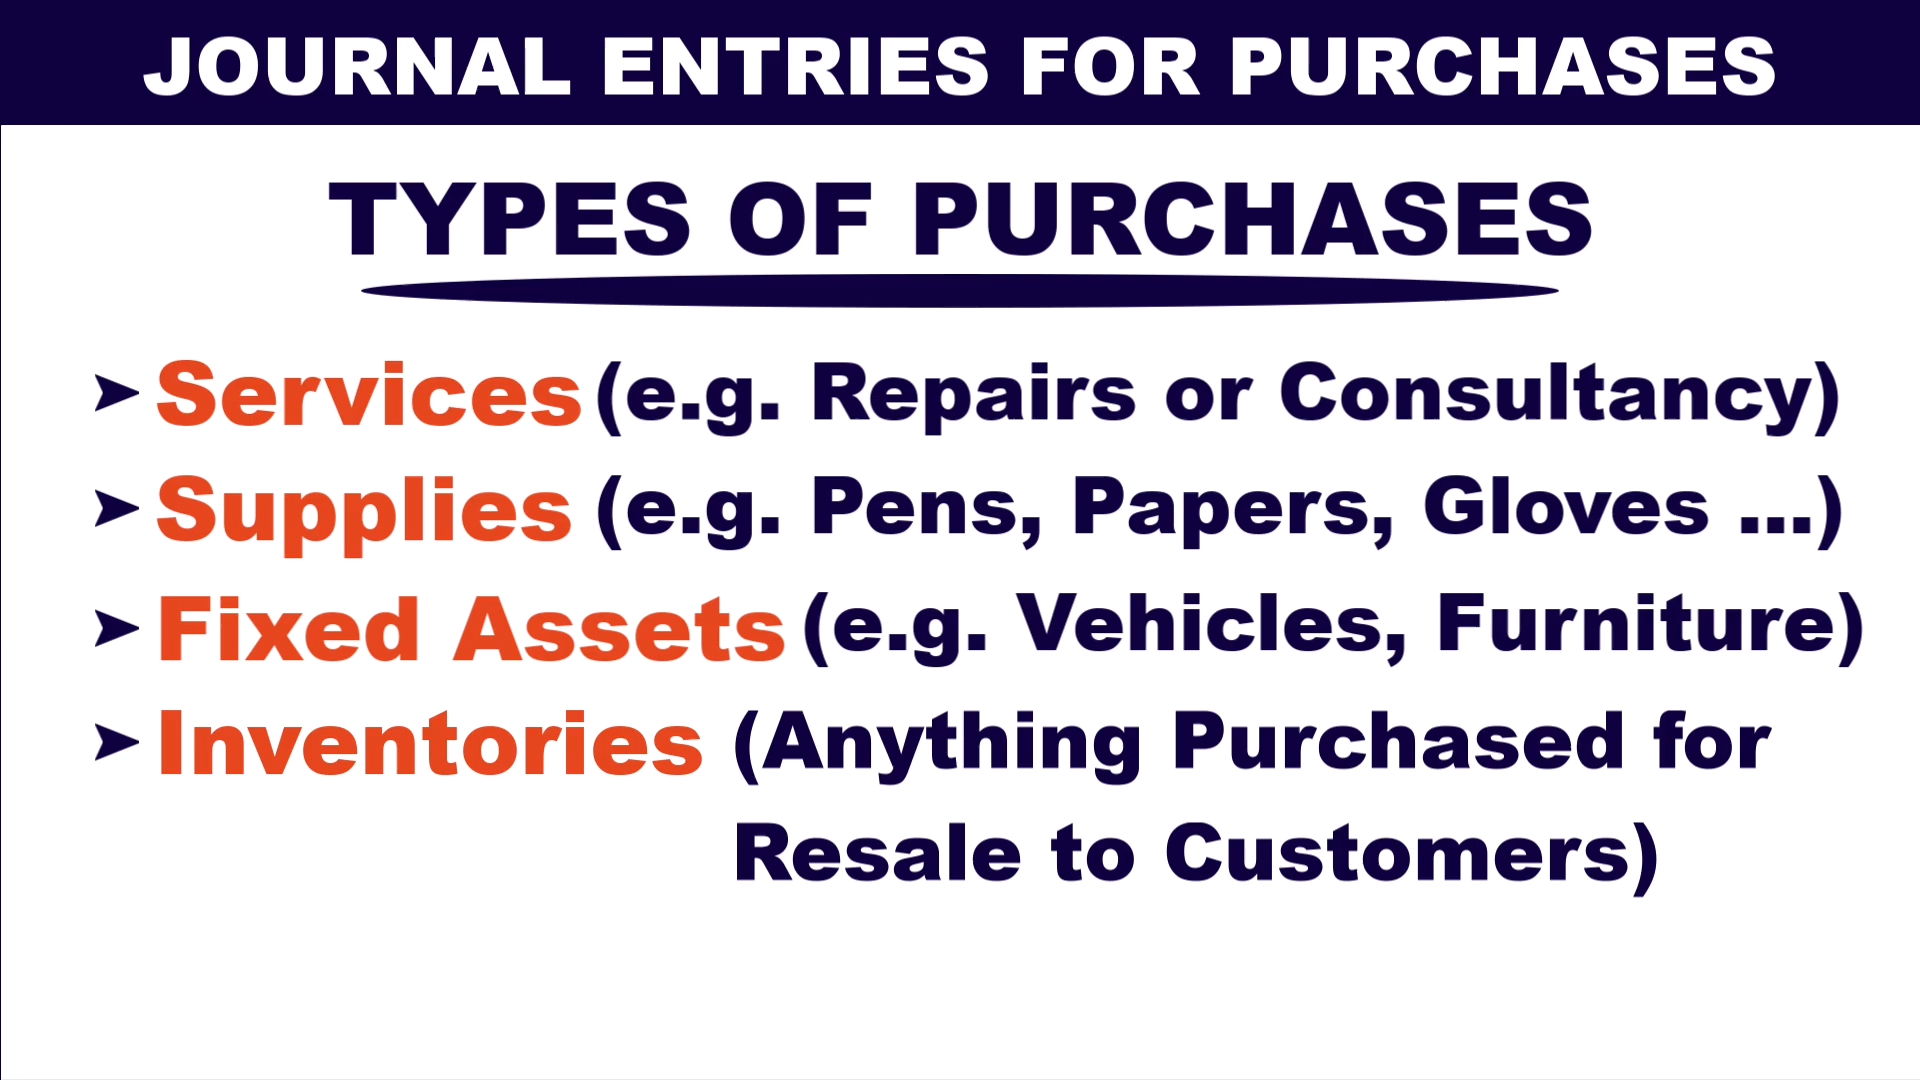 JOURNAL ENTRIES FOR PURCHASES
TYPES OF PURCHASES
➤ Services (e.g. Repairs or Consultancy)
➤ Supplies (e.g. Pens, Papers, Gloves ...)
➤ Fixed Assets (e.g. Vehicles, Furniture)
➤ Inventories (Anything Purchased for
Resale to Customers)